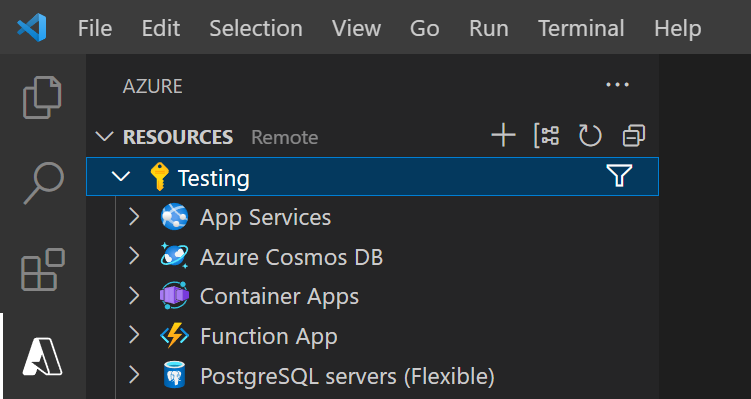 File Edit Selection View Go Run Terminal Help
AZURE
RESOURCES Remote
Testing
App Services
Azure Cosmos DB
Container Apps
Function App
PostgreSQL servers (Flexible)